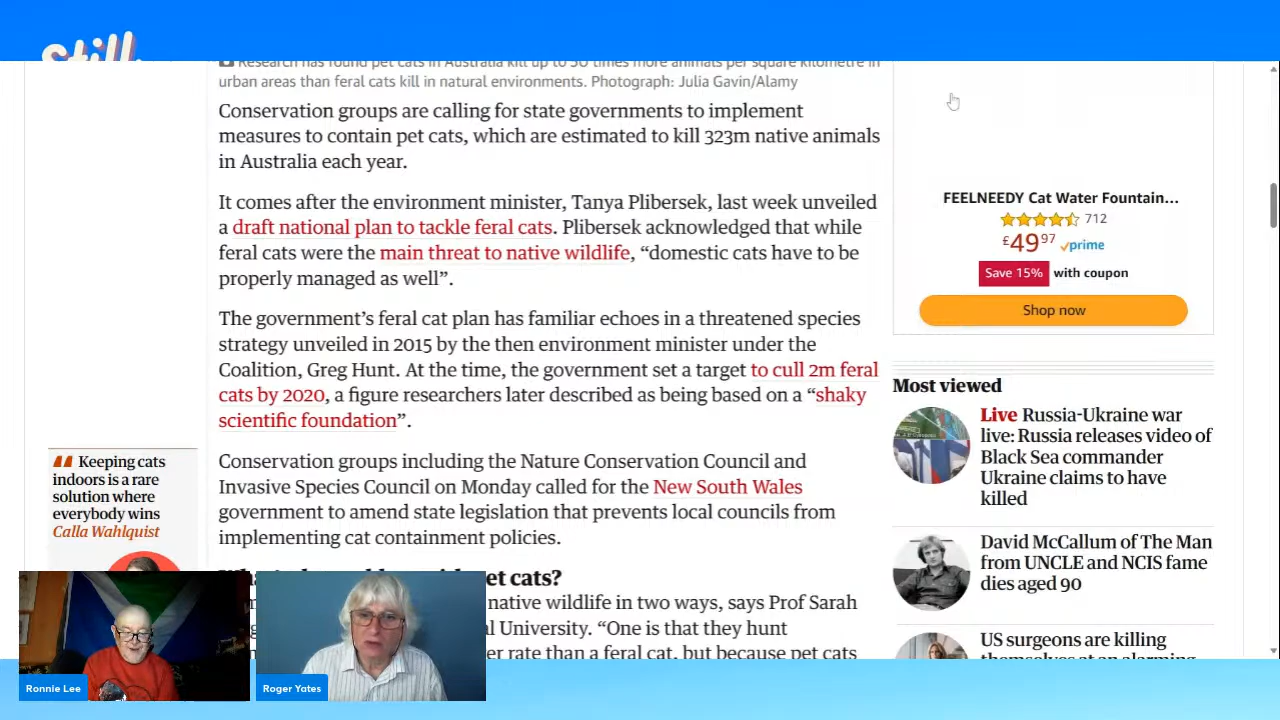 Still
Research has found pet cats in Australia kill up to 30 times more animals per square kilometre in
urban areas than feral cats kill in natural environments. Photograph: Julia Gavin/Alamy
Conservation groups are calling for state governments to implement
measures to contain pet cats, which are estimated to kill 323m native animals
in Australia each year.
It comes after the environment minister, Tanya Plibersek, last week unveiled
a draft national plan to tackle feral cats. Plibersek acknowledged that while
feral cats were the main threat to native wildlife, “domestic cats have to be
properly managed as well”.
The government’s feral cat plan has familiar echoes in a threatened species
strategy unveiled in 2015 by the then environment minister under the
Coalition, Greg Hunt. At the time, the government set a target to cull 2m feral
cats by 2020, a figure researchers later described as being based on a “shaky
scientific foundation”.
Conservation groups including the Nature Conservation Council and
Invasive Species Council on Monday called for the New South Wales
government to amend state legislation that prevents local councils from
implementing cat containment policies.
pet cats?
native wildlife in two ways, says Prof Sarah
University. “One is that they hunt
rate than a feral cat, but because pet cats
Keeping cats
indoors is a rare
solution where
everybody wins
Calla Wahlquist
FEELNEEDY Cat Water Fountain...
712
£49.97 prime
Save 15% with coupon
Shop now
Most viewed
Live Russia-Ukraine war
live: Russia releases video of
Black Sea commander
Ukraine claims to have
killed
David McCallum of The Man
from UNCLE and NCIS fame
dies aged 90
US surgeons are killing
themselves at an alarming
Ronnie Lee
Roger Yates